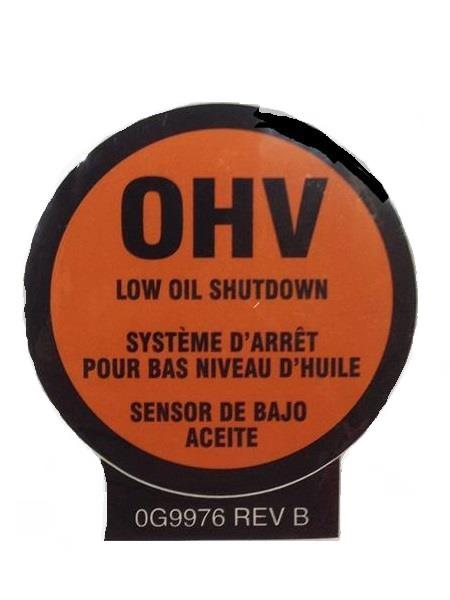 OHV
LOW OIL SHUTDOWN
SYSTÈME D'ARRÊT
POUR BAS NIVEAU D'HUILE
SENSOR DE BAJO
ACEITE
0G9976 REV B